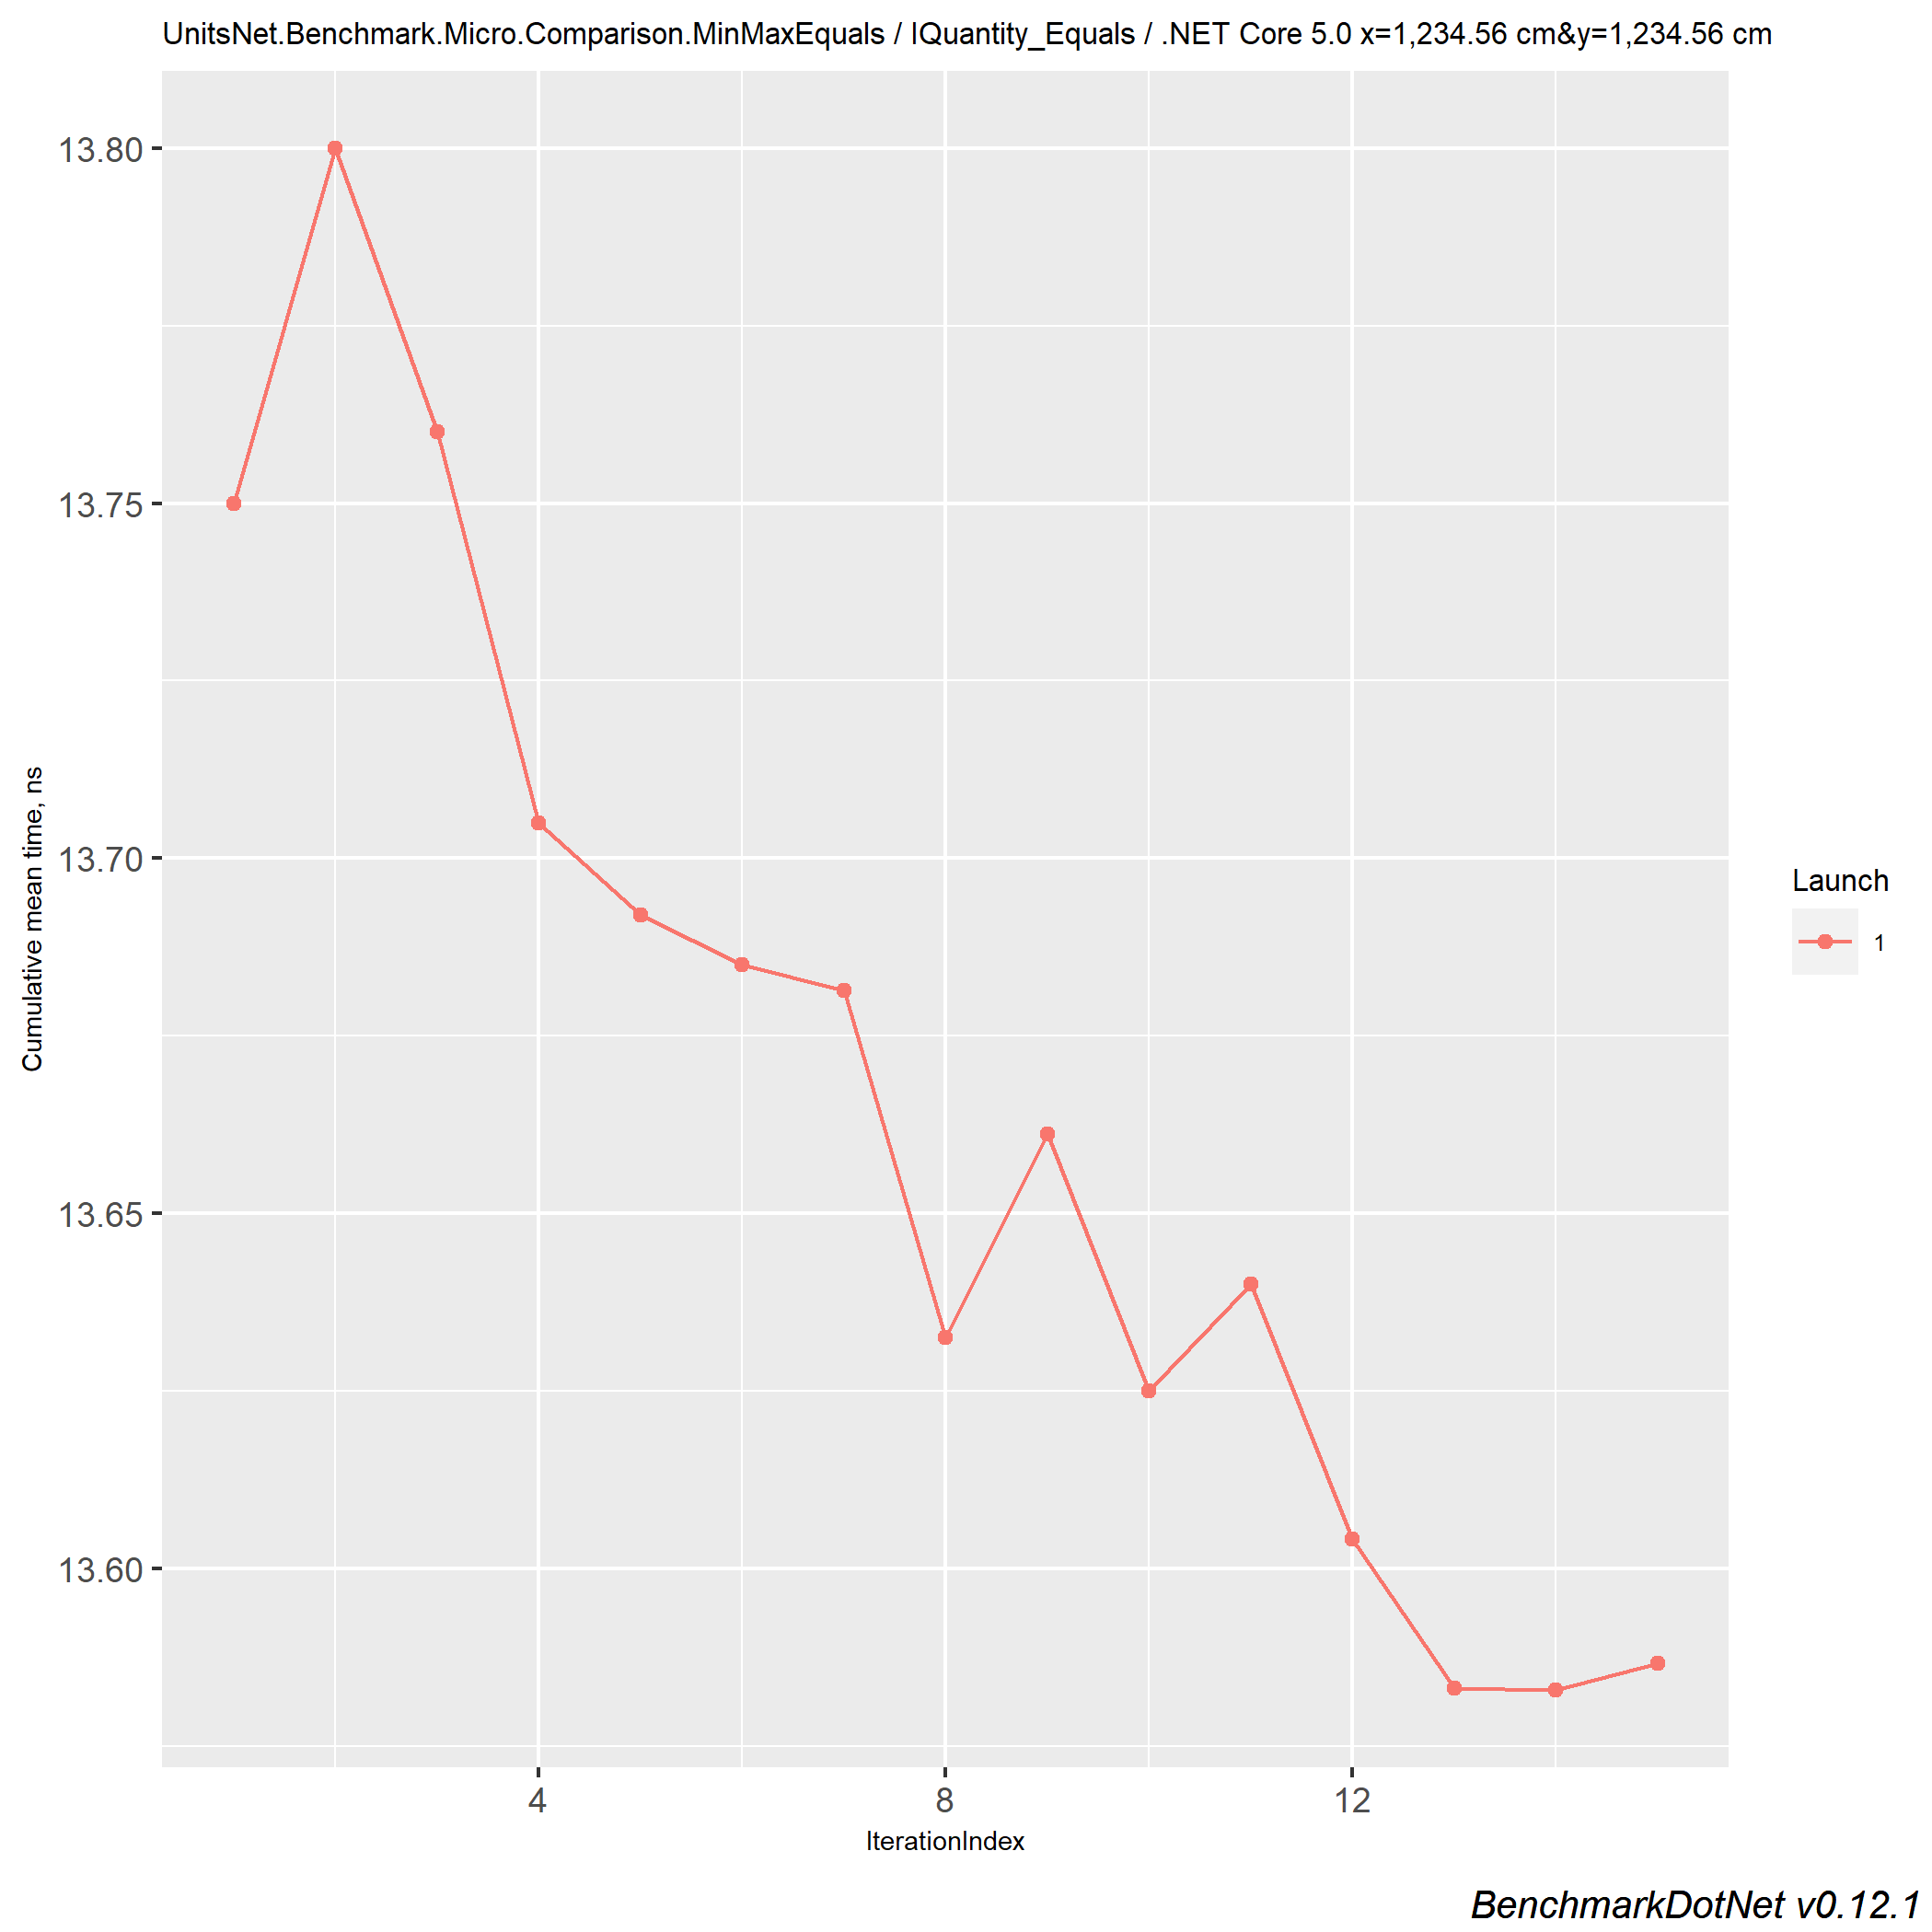 UnitsNet.Benchmark.Micro.Comparison.MinMaxEquals / IQuantity_Equals / .NET Core 5.0 x=1,234.56 cm&y=1,234.56 cm
13.80
13.75
13.70
13.65
13.60
Cumulative mean time, ns
4
8
12
IterationIndex
Launch
1
BenchmarkDotNet v0.12.1